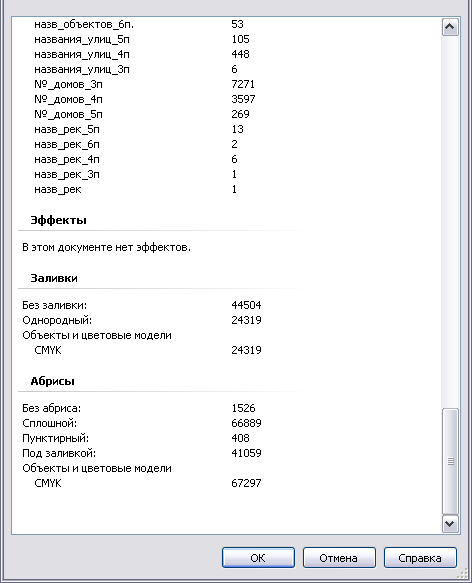 назв_объектов_6п. 53
названия_улиц_5п 105
названия_улиц_4п 448
названия_улиц_3п 6
№_домов_3п 7271
№_домов_4п 3597
№_домов_5п 269
назв_рек_5п 13
назв_рек_6п 2
назв_рек_4п 6
назв_рек_3п 1
назв_рек 1
Эффекты
В этом документе нет эффектов.
Заливки
Без заливки: 44504
Однородный: 24319
Объекты и цветовые модели
CMYK 24319
Абрисы
Без абриса: 1526
Сплошной: 66889
Пунктирный: 408
Под заливкой: 41059
Объекты и цветовые модели
CMYK 67297
ОК Отмена Справка